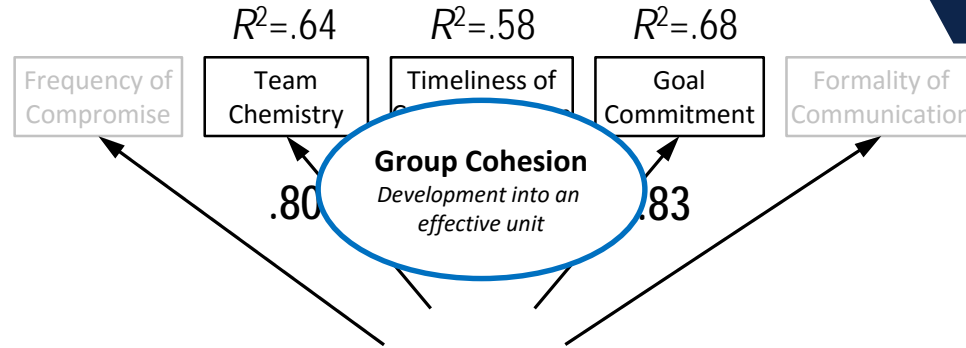 R²=.64 R²=.58 R²=.68
Frequency of Compromise
Team Chemistry
Timeliness of
Goal Commitment
Formality of Communication
Group Cohesion
Development into an
effective unit
.80
.83